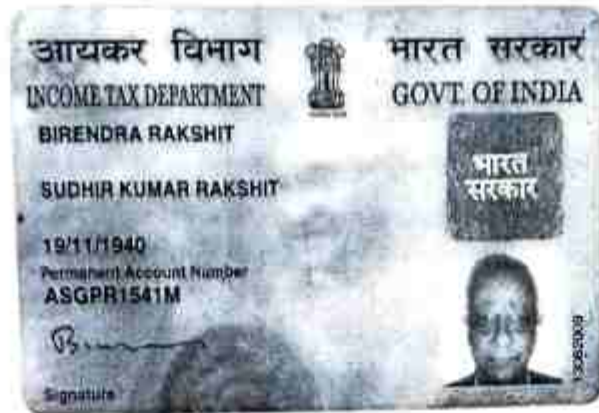 आयकर विभाग
भारत सरकार
INCOME TAX DEPARTMENT
GOVT. OF INDIA
BIRENDRA RAKSHIT
SUDHIR KUMAR RAKSHIT
भारत
सरकार
19/11/1940
Permanent Account Number
ASGPR1541M
Signature
13062009